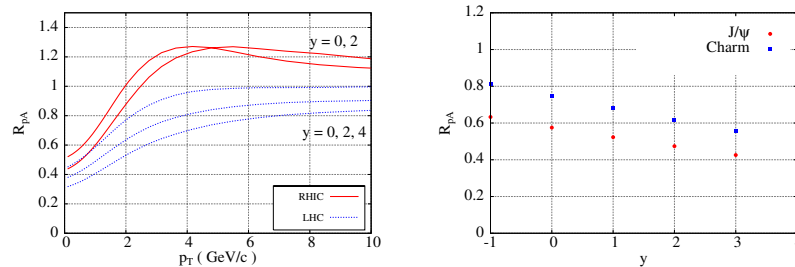 1.4
1.2
1
0.8
0.6
0.4
0.2
0
R_pA
0 2 4 6 8 10
p_T ( GeV/c )
y = 0, 2
y = 0, 2, 4
RHIC
LHC
1.2
1
0.8
0.6
0.4
0.2
0
R_pA
-1 0 1 2 3
y
J/ψ
Charm